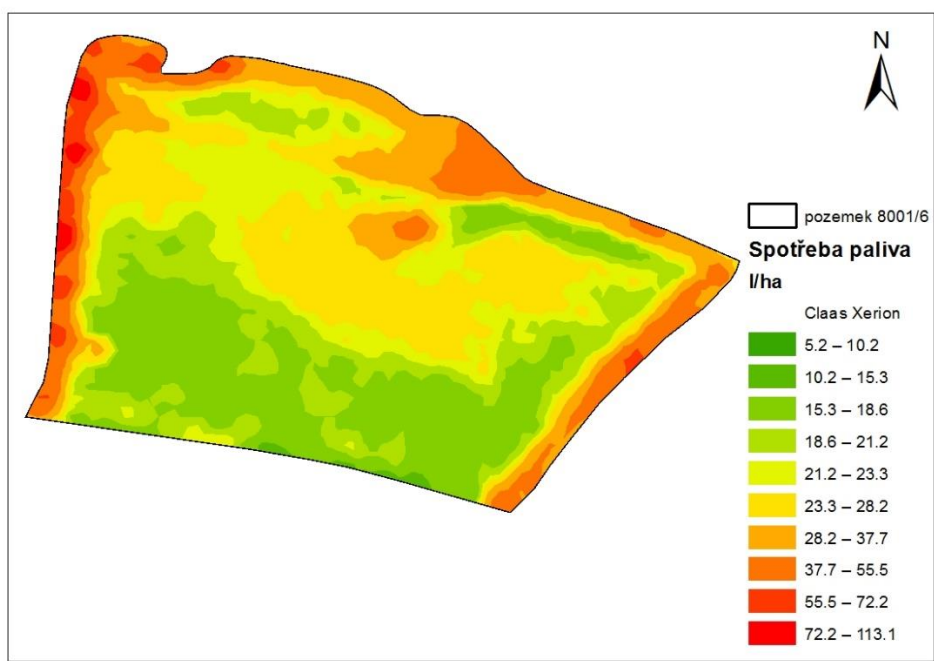 N
pozemek 8001/6
Spotřeba paliva
l/ha
Claas Xerion
5.2 – 10.2
10.2 – 15.3
15.3 – 18.6
18.6 – 21.2
21.2 – 23.3
23.3 – 28.2
28.2 – 37.7
37.7 – 55.5
55.5 – 72.2
72.2 – 113.1